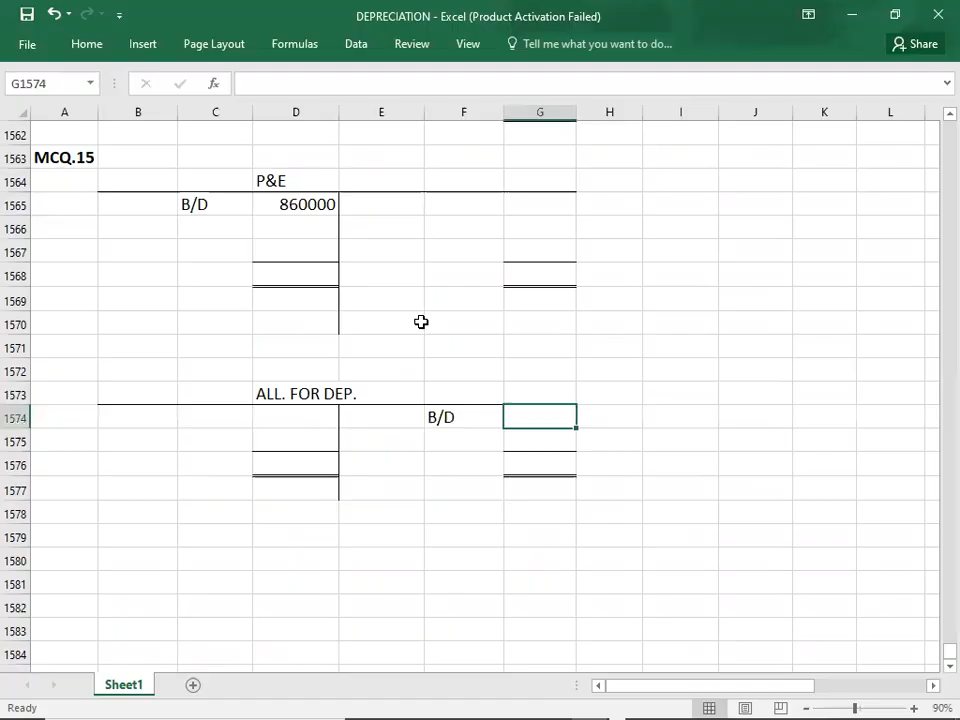 DEPRECIATION - Excel (Product Activation Failed)
File Home Insert Page Layout Formulas Data Review View Tell me what you want to do... Share
G1574 fx
A B C D E F G H I J K L
1562
1563 MCQ.15
1564 P&E
1565 B/D 860000
1566
1567
1568
1569
1570
1571
1572
1573 ALL. FOR DEP.
1574 B/D
1575
1576
1577
1578
1579
1580
1581
1582
1583
1584
Sheet1
Ready 90%